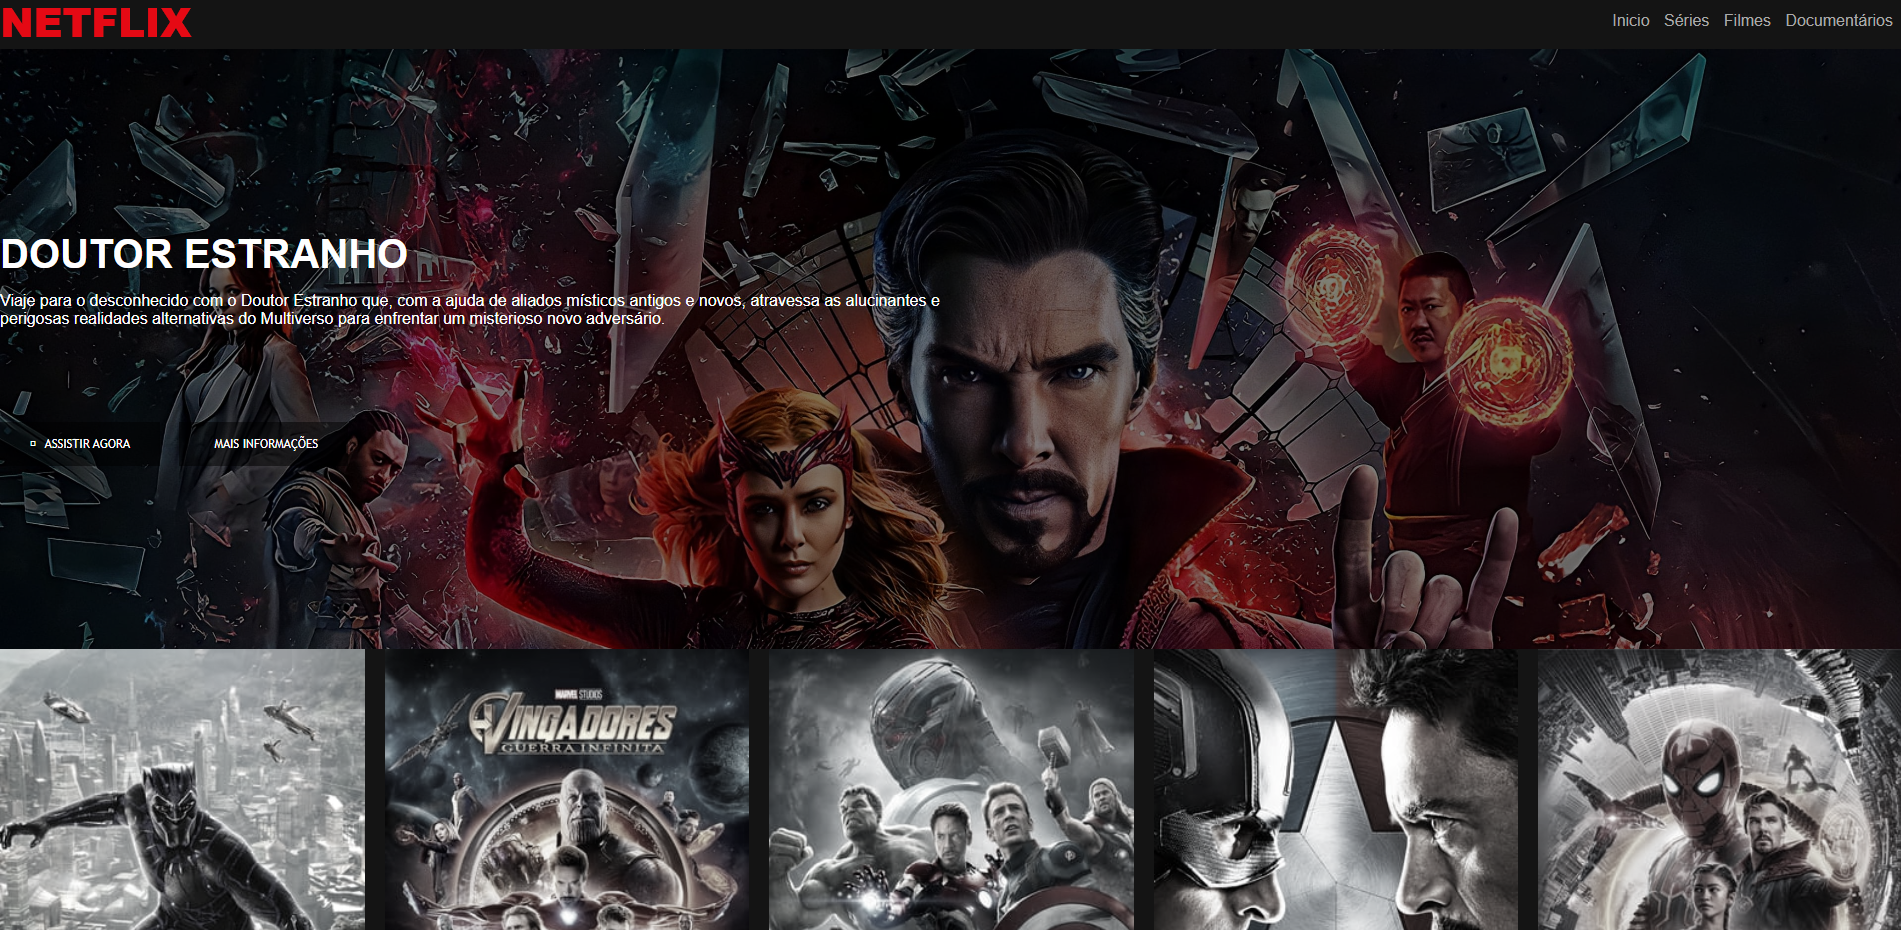 NETFLIX
Inicio Séries Filmes Documentários
DOUTOR ESTRANHO
Viaje para o desconhecido com o Doutor Estranho que, com a ajuda de aliados místicos antigos e novos, atravessa as alucinantes e
perigosas realidades alternativas do Multiverso para enfrentar um misterioso novo adversário.
ASSISTIR AGORA MAIS INFORMAÇÕES
MARVEL STUDIOS
VINGADORES
GUERRA INFINITA